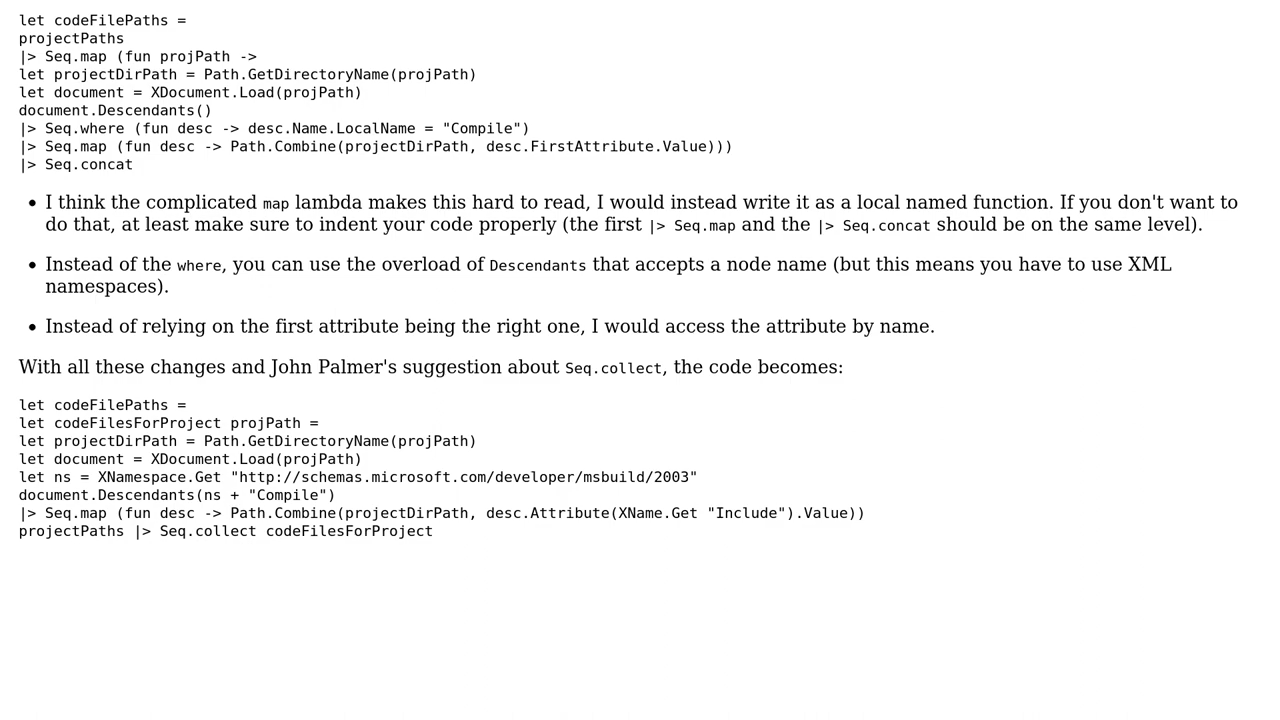 let codeFilePaths =
projectPaths
|> Seq.map (fun projPath ->
let projectDirPath = Path.GetDirectoryName(projPath)
let document = XDocument.Load(projPath)
document.Descendants()
|> Seq.where (fun desc -> desc.Name.LocalName = "Compile")
|> Seq.map (fun desc -> Path.Combine(projectDirPath, desc.FirstAttribute.Value)))
|> Seq.concat
• I think the complicated map lambda makes this hard to read, I would instead write it as a local named function. If you don't want to
do that, at least make sure to indent your code properly (the first |> Seq.map and the |> Seq.concat should be on the same level).
• Instead of the where, you can use the overload of Descendants that accepts a node name (but this means you have to use XML
namespaces).
• Instead of relying on the first attribute being the right one, I would access the attribute by name.
With all these changes and John Palmer's suggestion about Seq.collect, the code becomes:
let codeFilePaths =
let codeFilesForProject projPath =
let projectDirPath = Path.GetDirectoryName(projPath)
let document = XDocument.Load(projPath)
let ns = XNamespace.Get "http://schemas.microsoft.com/developer/msbuild/2003"
document.Descendants(ns + "Compile")
|> Seq.map (fun desc -> Path.Combine(projectDirPath, desc.Attribute(XName.Get "Include").Value))
projectPaths |> Seq.collect codeFilesForProject